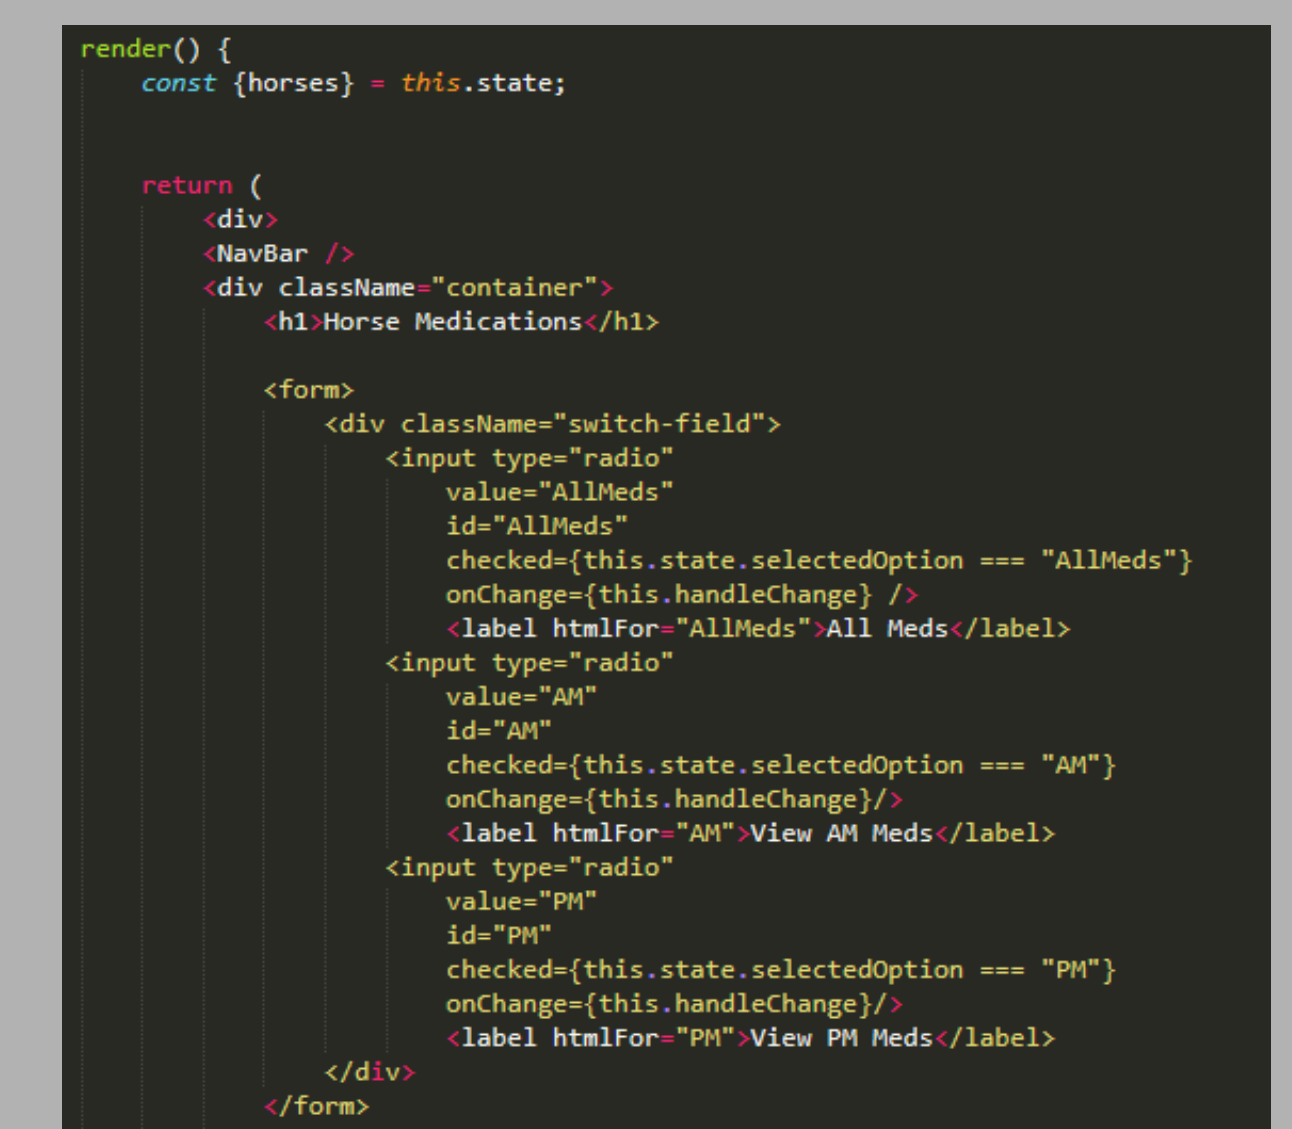 render() {
const {horses} = this.state;
return (
<div>
<NavBar />
<div className="container">
<h1>Horse Medications</h1>
<form>
<div className="switch-field">
<input type="radio"
value="AllMeds"
id="AllMeds"
checked={this.state.selectedOption === "AllMeds"}
onChange={this.handleChange} />
<label htmlFor="AllMeds">All Meds</label>
<input type="radio"
value="AM"
id="AM"
checked={this.state.selectedOption === "AM"}
onChange={this.handleChange}/>
<label htmlFor="AM">View AM Meds</label>
<input type="radio"
value="PM"
id="PM"
checked={this.state.selectedOption === "PM"}
onChange={this.handleChange}/>
<label htmlFor="PM">View PM Meds</label>
</div>
</form>